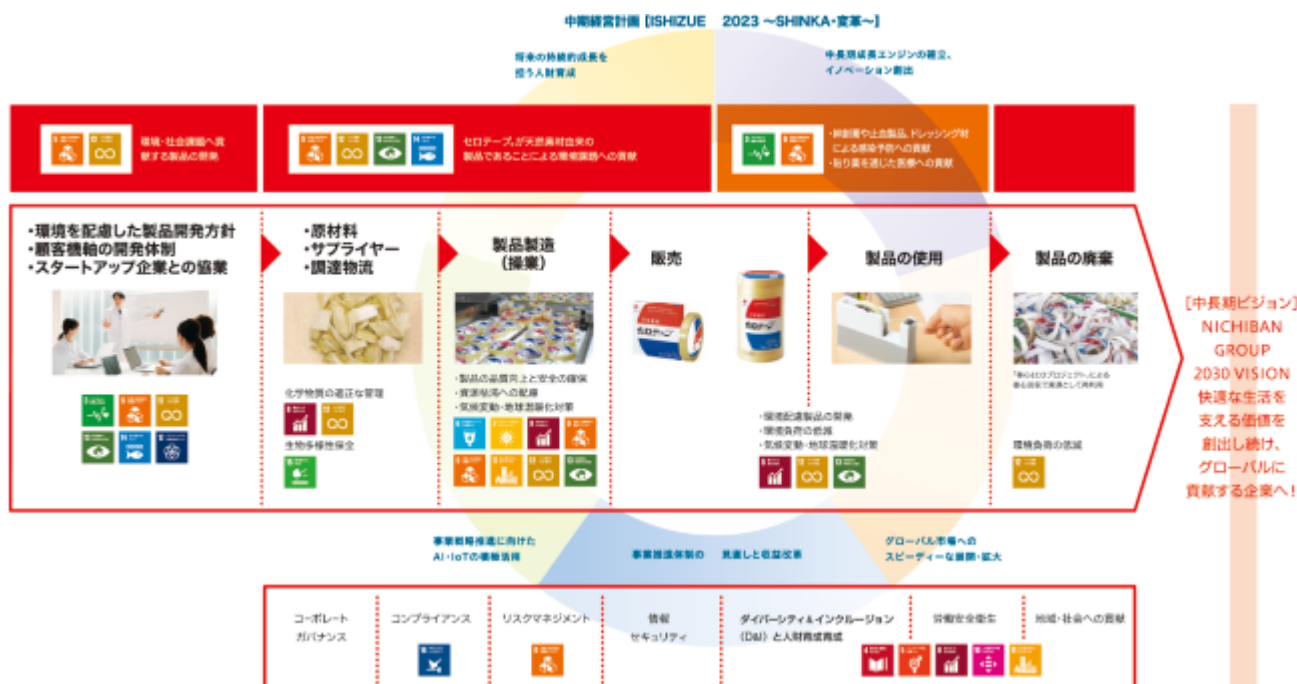 中期経営計画 [ISHIZUE 2023 ～SHINKA・変革～]
将来の持続的成長を
担う人財育成
中長期成長エンジンの確立、
イノベーション創出
環境・社会課題へ貢
献する製品の開発
セロテープ®が天然素材由来の
製品であることによる環境課題への貢献
・絆創膏や止血製品、ドレッシング材
による感染予防への貢献
・貼り薬を通じた医療への貢献
・環境を配慮した製品開発方針
・顧客機軸の開発体制
・スタートアップ企業との協業
・原材料
・サプライヤー
・調達物流
製品製造
(操業)
販売
製品の使用
製品の廃棄
化学物質の適正な管理
生物多様性保全
・製品の品質向上と安全の確保
・資源枯渇への配慮
・気候変動・地球温暖化対策
・環境配慮製品の開発
・環境負荷の低減
・気候変動・地球温暖化対策
環境負荷の低減
[中長期ビジョン]
NICHIBAN
GROUP
2030 VISION
快適な生活を
支える価値を
創出し続け、
グローバルに
貢献する企業へ!
事業戦略推進に向けた
AI・IoTの積極活用
事業推進体制の 見直しと収益改革
グローバル市場への
スピーディーな展開・拡大
コーポレート
ガバナンス
コンプライアンス
リスクマネジメント
情報
セキュリティ
ダイバーシティ&インクルージョン
(D&I)と人財育成育成
労働安全衛生
地域・社会への貢献